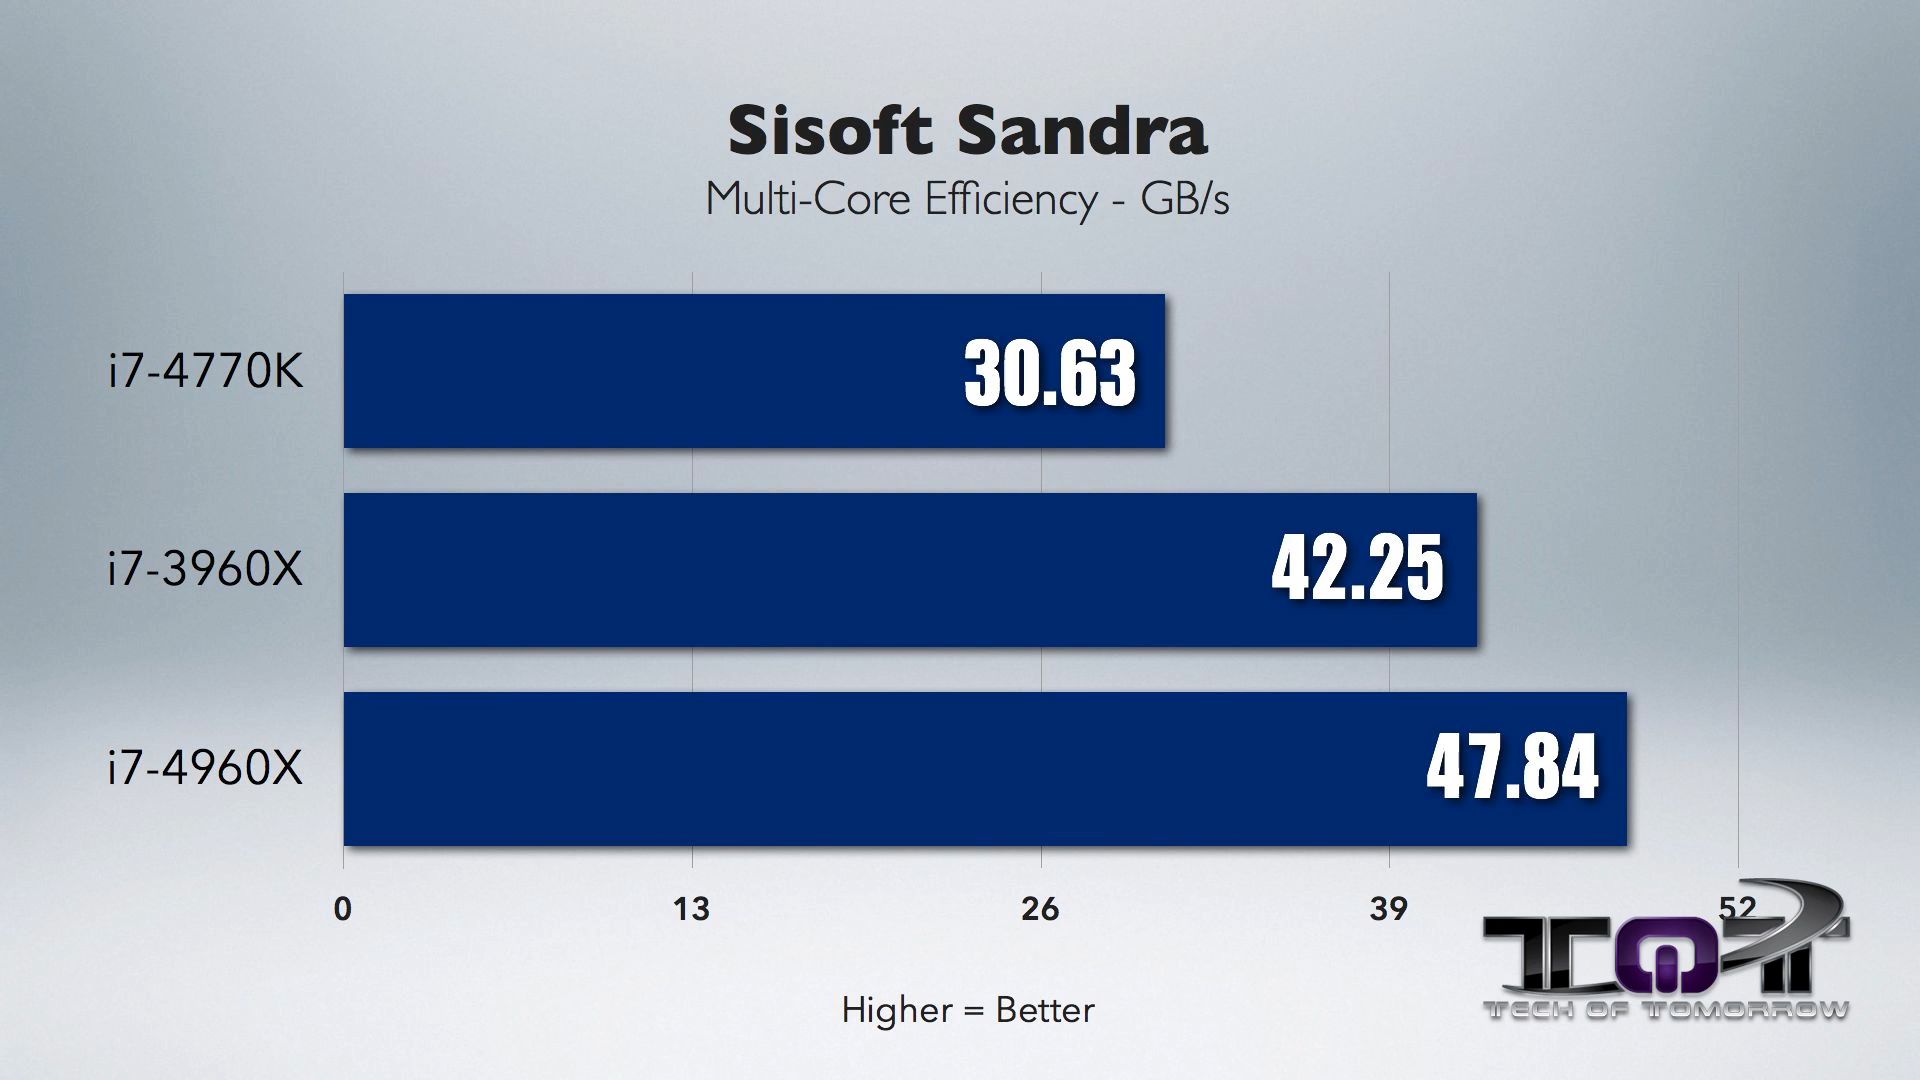 Sisoft Sandra
Multi-Core Efficiency - GB/s
i7-4770K
30.63
i7-3960X
42.25
i7-4960X
47.84
0 13 26 39 52
Higher = Better
TOT
TECH OF TOMORROW